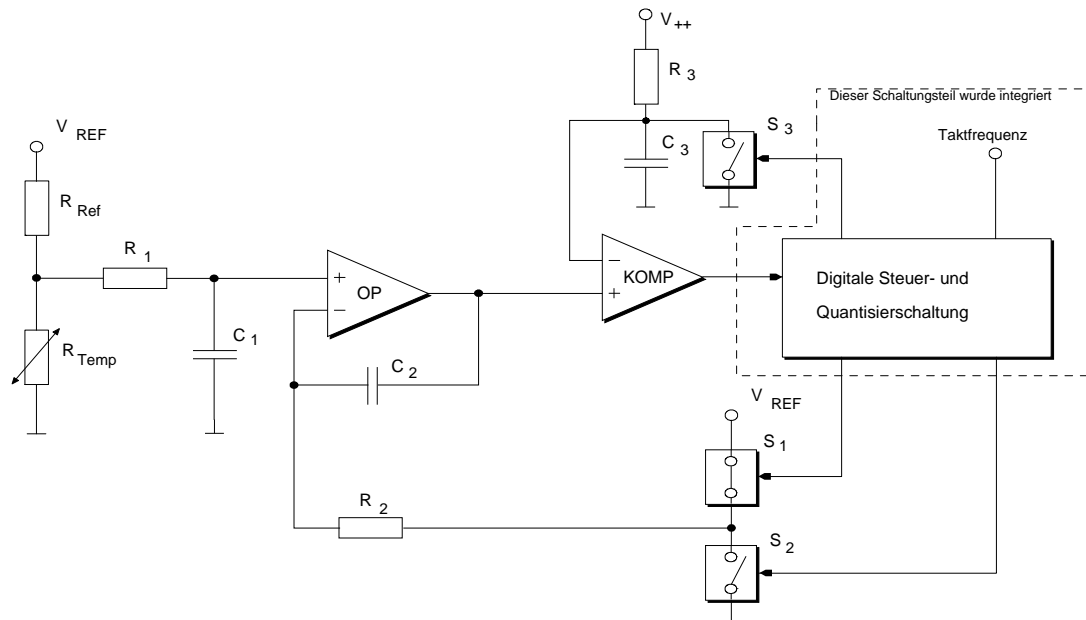 V ++
R 3
Dieser Schaltungsteil wurde integriert
V REF
C 3
S 3
Taktfrequenz
R Ref
R 1
+
OP
−
−
KOMP
+
Digitale Steuer- und
Quantisierschaltung
R Temp
C 1
C 2
V REF
S 1
R 2
S 2